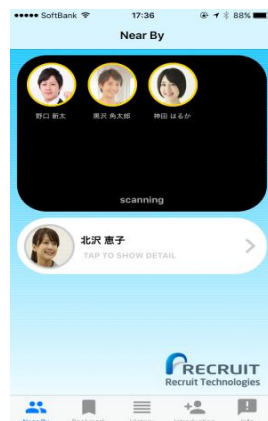 SoftBank 17:36 88%
Near By
野口 新太 黒沢 角太郎 神田 はるか
scanning
北沢 恵子
TAP TO SHOW DETAIL
RECRUIT
Recruit Technologies